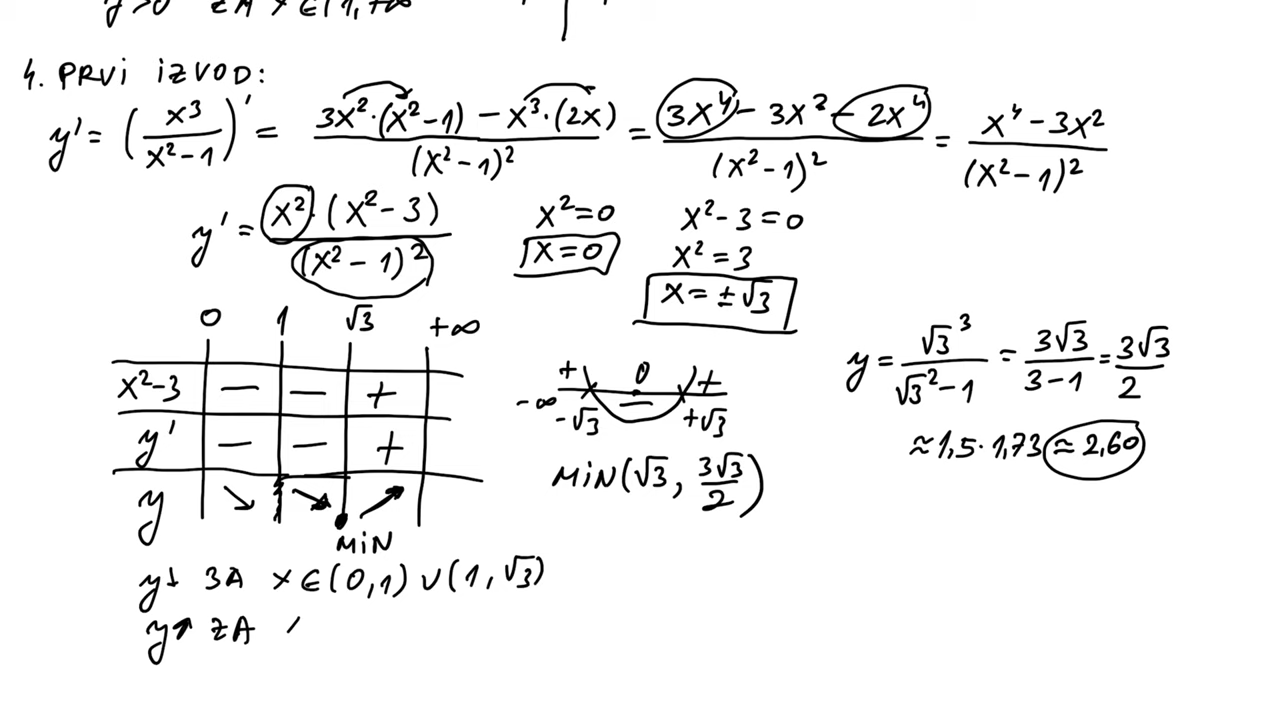 y>0 ZA x∈(1,+∞
4. PRVI IZVOD:
y' = (x³/(x²-1))' = (3x²·(x²-1) - x³·(2x))/(x²-1)² = (3x⁴ - 3x² - 2x⁴)/(x²-1)² = (x⁴ - 3x²)/(x²-1)²
y' = x²·(x²-3)/(x²-1)²
x²=0
x=0
x²-3=0
x²=3
x=±√3
0 1 √3 +∞
x²-3 − − +
y' − − +
y ↘ ↘ ↗
MIN
+ 0 +
-∞ −
-√3 +√3
MIN(√3, 3√3/2)
y = √3³/(√3²-1) = 3√3/(3-1) = 3√3/2
≈1,5·1,73≈2,60
y↓ ЗА x∈(0,1)∪(1,√3)
y↗ ZA